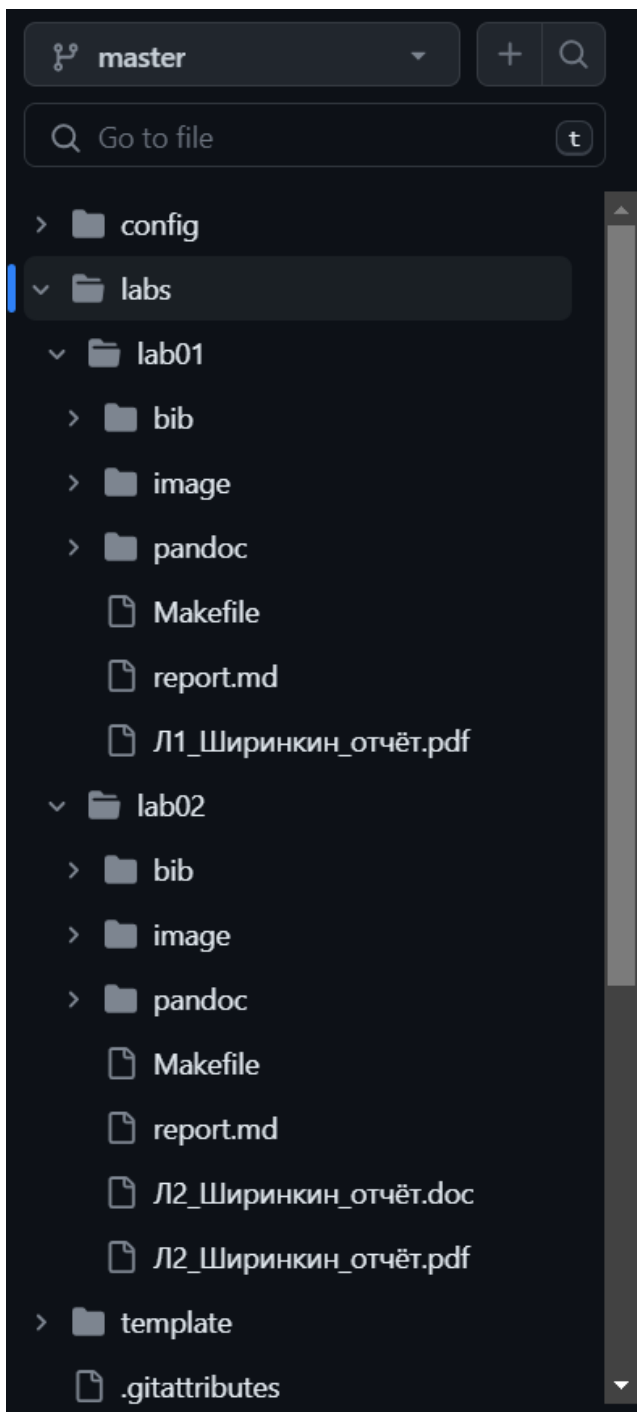 master
Go to file t
config
labs
lab01
bib
image
pandoc
Makefile
report.md
Л1_Ширинкин_отчёт.pdf
lab02
bib
image
pandoc
Makefile
report.md
Л2_Ширинкин_отчёт.doc
Л2_Ширинкин_отчёт.pdf
template
.gitattributes